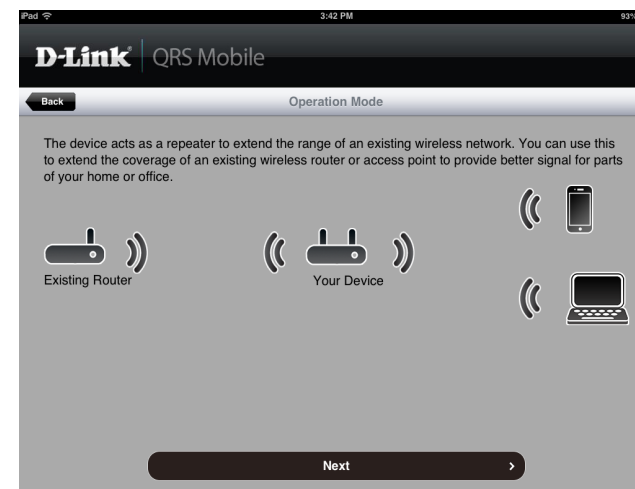 iPad 3:42 PM 93%
D-Link® QRS Mobile
Back Operation Mode
The device acts as a repeater to extend the range of an existing wireless network. You can use this
to extend the coverage of an existing wireless router or access point to provide better signal for parts
of your home or office.
Existing Router Your Device
Next